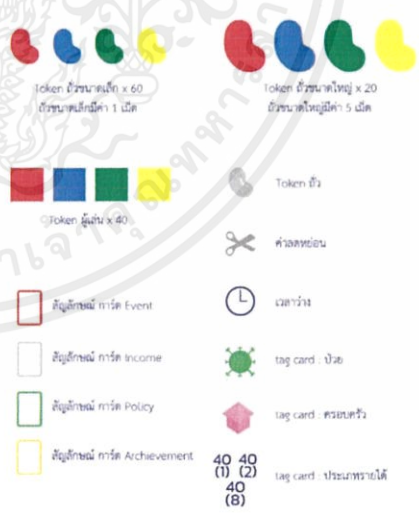 Token ถั่วขนาดเล็ก x 60
ถั่วขนาดเล็กมีค่า 1 เม็ด
Token ถั่วขนาดใหญ่ x 20
ถั่วขนาดใหญ่มีค่า 5 เม็ด
Token ผู้เล่น x 40
Token ถั่ว
ค่าลดหย่อน
เวลาว่าง
tag card : ป่วย
tag card : ครอบครัว
40 40
(1) (2)
40
(8)
tag card : ประเภทรายได้
สัญลักษณ์ การ์ด Event
สัญลักษณ์ การ์ด Income
สัญลักษณ์ การ์ด Policy
สัญลักษณ์ การ์ด Archievement